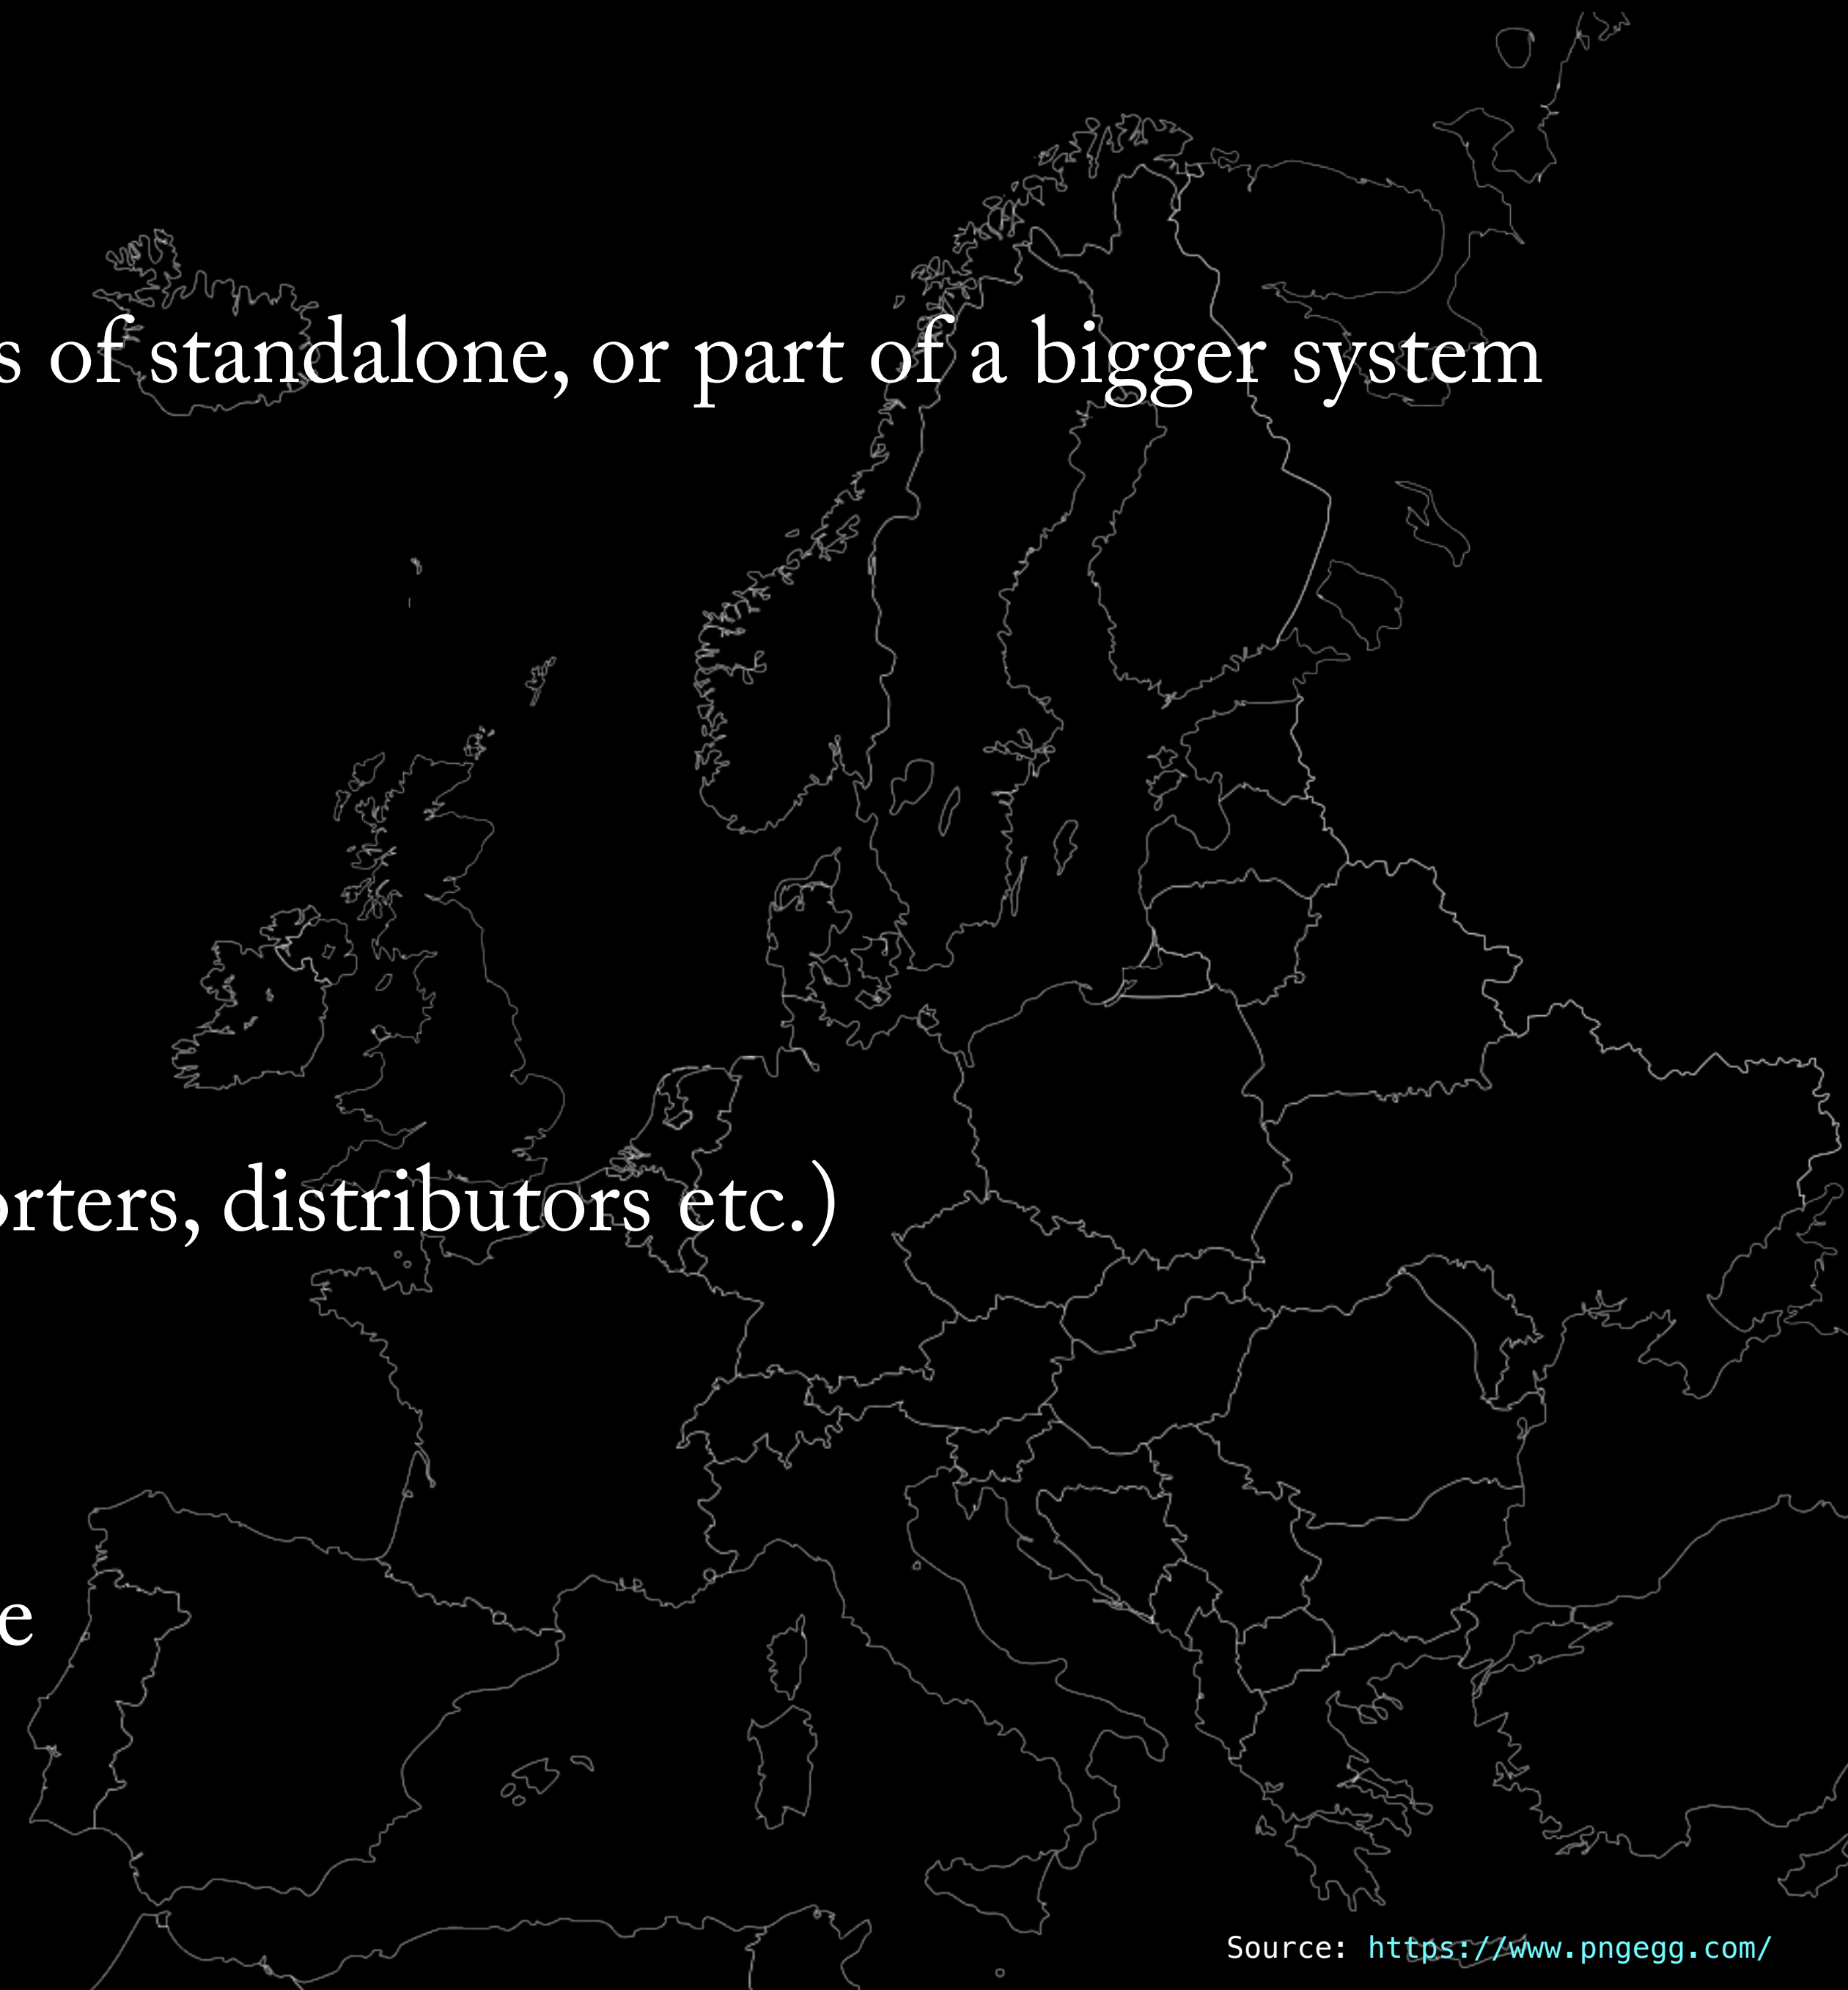 s of standalone, or part of a bigger system
orters, distributors etc.)
e
Source: https://www.pngegg.com/